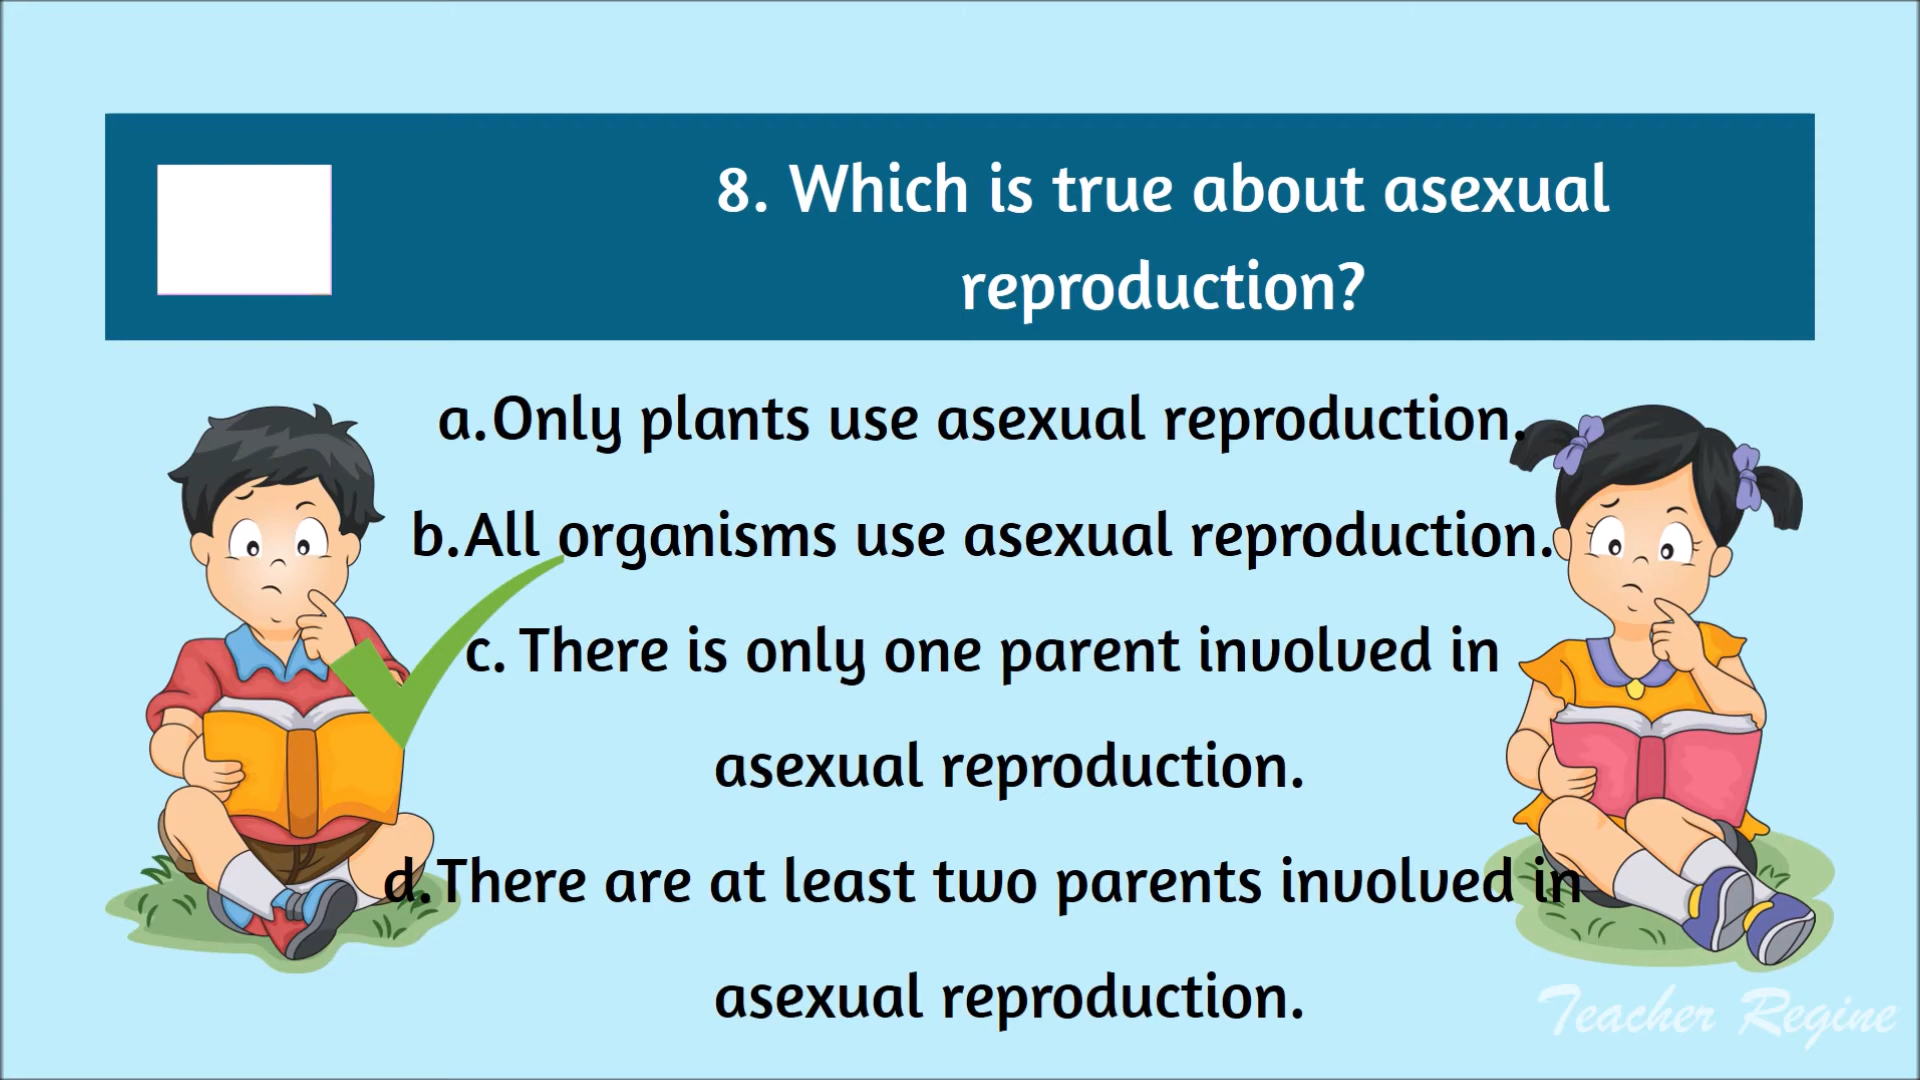 8. Which is true about asexual
reproduction?
a.Only plants use asexual reproduction.
b.All organisms use asexual reproduction.
c. There is only one parent involved in
asexual reproduction.
d.There are at least two parents involved in
asexual reproduction.
Teacher Regine